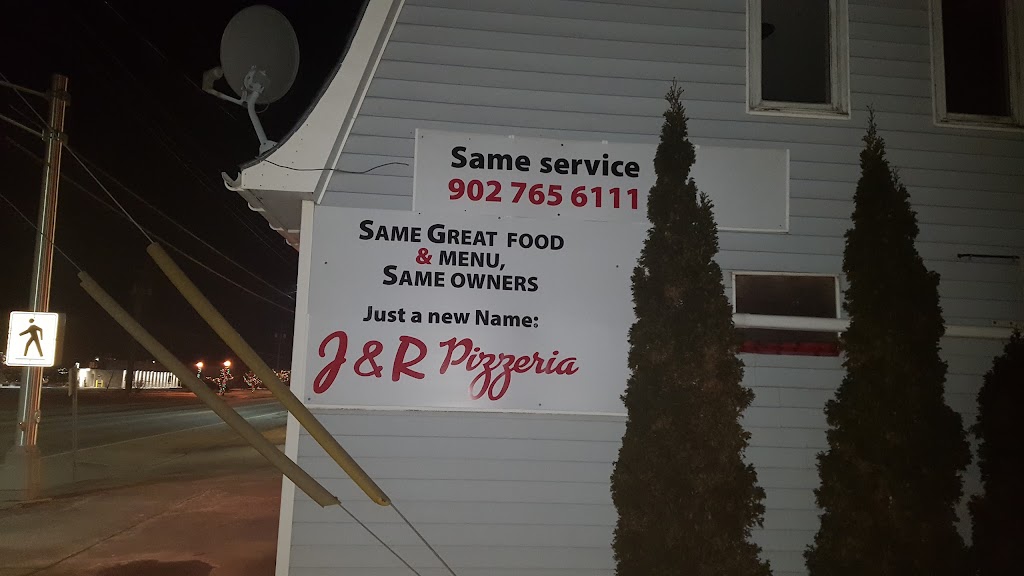 Same service
902 765 6111
SAME GREAT FOOD
& MENU,
SAME OWNERS
Just a new Name:
J & R Pizzeria